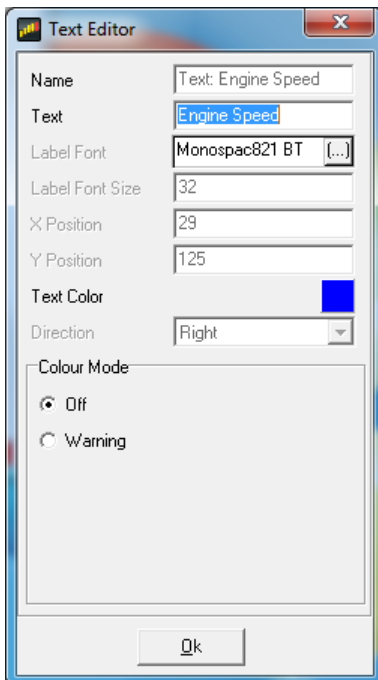 Text Editor
Name Text: Engine Speed
Text Engine Speed
Label Font Monospac821 BT (...)
Label Font Size 32
X Position 29
Y Position 125
Text Color
Direction Right
Colour Mode
Off
Warning
Ok